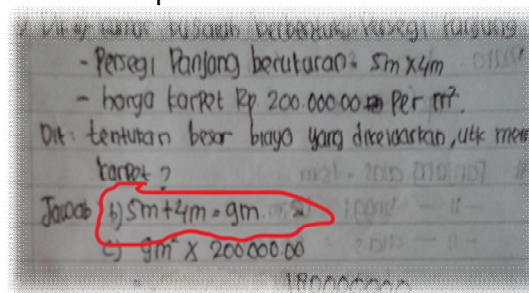 - Persegi Panjang berukuran = 5m x 4m
- harga karpet Rp. 200.000.00 Per m².
Dit : tentukan besar biaya yang dikeluarkan, utk
karpet ?
Jawab b) 5m + 4m = 9m
c) 9m² x 200000.00